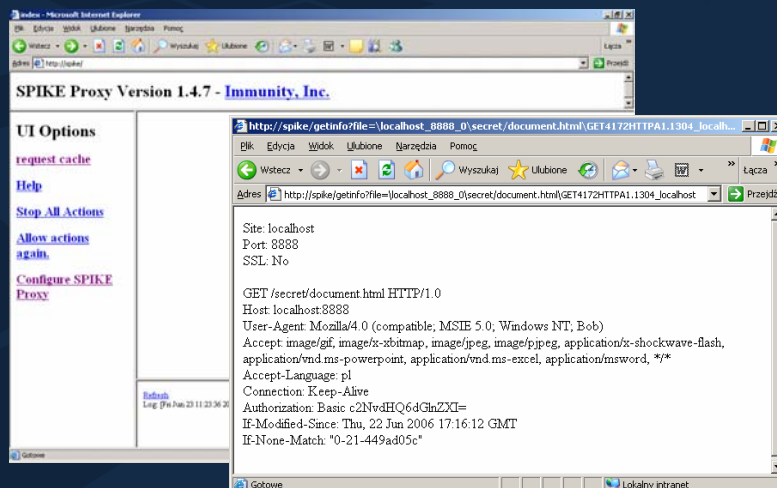 index - Microsoft Internet Explorer
Plik Edycja Widok Ulubione Narzędzia Pomoc
Wstecz Wyszukaj Ulubione Łącza
Adres http://spike/ Przejdź
SPIKE Proxy Version 1.4.7 - Immunity, Inc.
UI Options
request cache
Help
Stop All Actions
Allow actions
again.
Configure SPIKE
Proxy
Refresh
Log: [Fri Jun 23 11:23:36 20
Gotowe
http://spike/getinfo?file=\localhost_8888_0\secret/document.html\GET4172HTTPA1.1304_localh...
Plik Edycja Widok Ulubione Narzędzia Pomoc
Wstecz Wyszukaj Ulubione Łącza
Adres http://spike/getinfo?file=\localhost_8888_0\secret/document.html\GET4172HTTPA1.1304_localhost Przejdź
Site: localhost
Port: 8888
SSL: No
GET /secret/document.html HTTP/1.0
Host: localhost:8888
User-Agent: Mozilla/4.0 (compatible; MSIE 5.0; Windows NT; Bob)
Accept: image/gif, image/x-xbitmap, image/jpeg, image/pjpeg, application/x-shockwave-flash,
application/vnd.ms-powerpoint, application/vnd.ms-excel, application/msword, */*
Accept-Language: pl
Connection: Keep-Alive
Authorization: Basic c2NvdHQ6dGlnZXI=
If-Modified-Since: Thu, 22 Jun 2006 17:16:12 GMT
If-None-Match: "0-21-449ad05c"
Gotowe Lokalny intranet